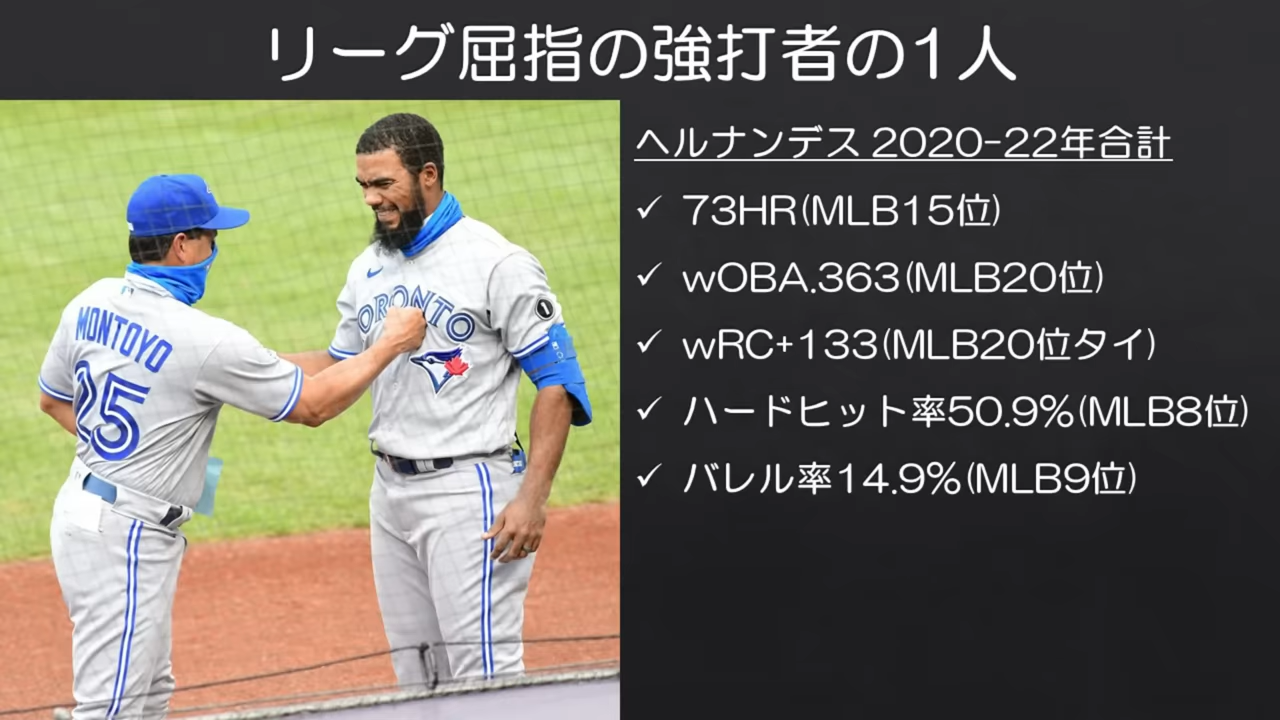 リーグ屈指の強打者の1人
ヘルナンデス 2020-22年合計
✓ 73HR(MLB15位)
✓ wOBA.363(MLB20位)
✓ wRC+133(MLB20位タイ)
✓ ハードヒット率50.9%(MLB8位)
✓ バレル率14.9%(MLB9位)
MONTOYO
25
TORONTO
1